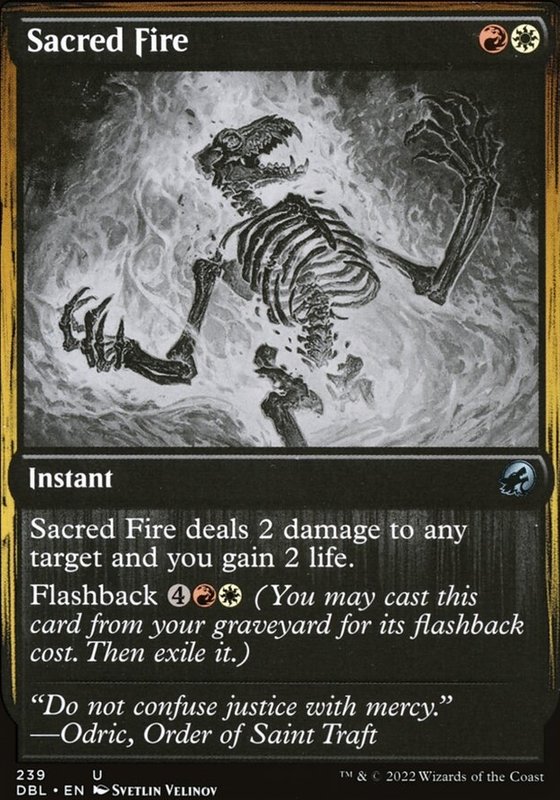 Sacred Fire
Instant
Sacred Fire deals 2 damage to any
target and you gain 2 life.
Flashback 4 (You may cast this
card from your graveyard for its flashback
cost. Then exile it.)
“Do not confuse justice with mercy.”
—Odric, Order of Saint Traft
239 U
DBL • EN Svetlin Velinov
™ & © 2022 Wizards of the Coast